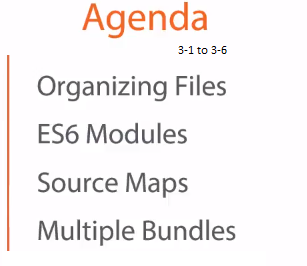 Agenda
3-1 to 3-6
Organizing Files
ES6 Modules
Source Maps
Multiple Bundles